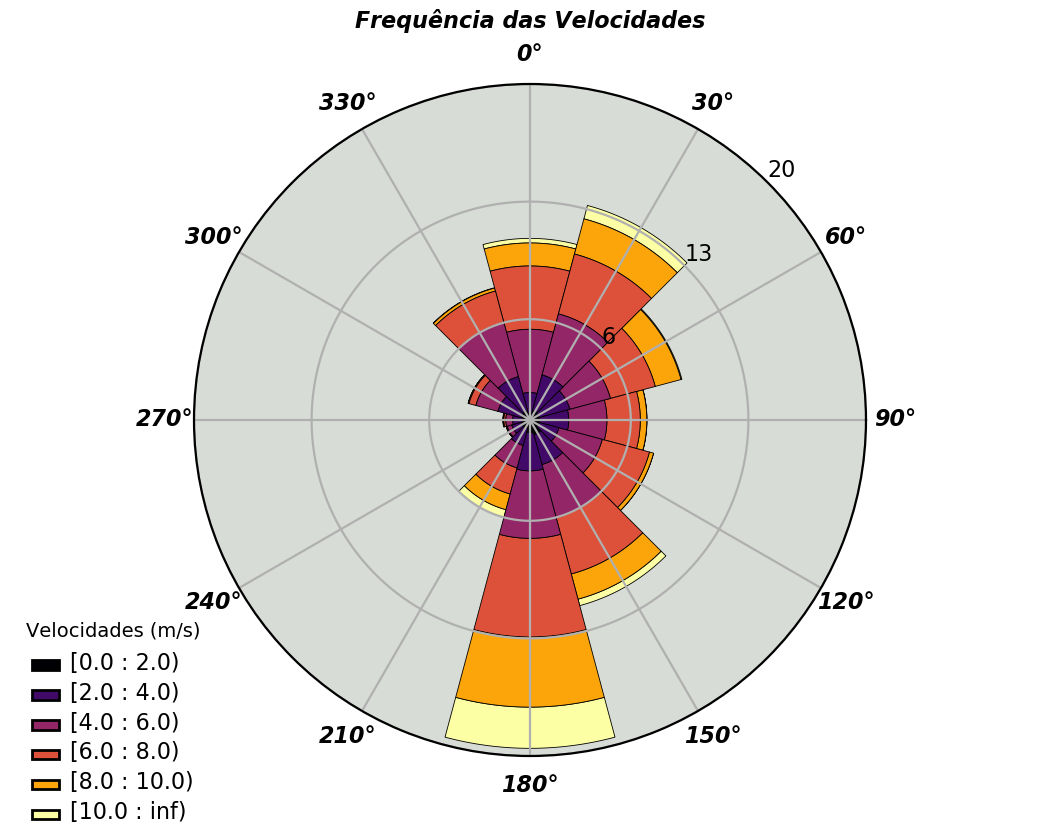 Frequência das Velocidades
0°
330°
30°
20
300°
60°
13
6
270°
90°
240°
120°
210°
150°
180°
Velocidades (m/s)
[0.0 : 2.0)
[2.0 : 4.0)
[4.0 : 6.0)
[6.0 : 8.0)
[8.0 : 10.0)
[10.0 : inf)